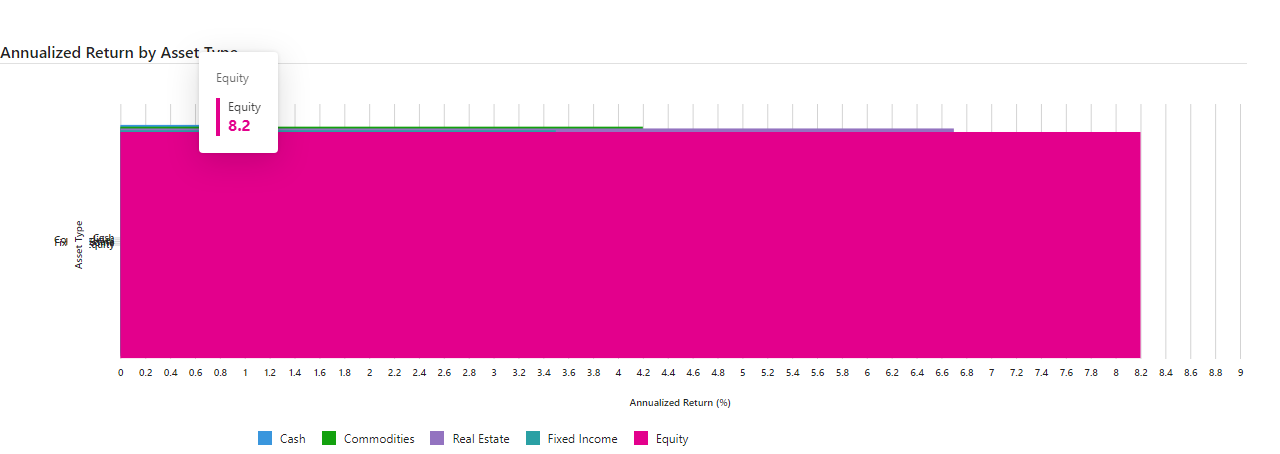 Annualized Return by Asset
Equity
Equity
8.2
Cash
Asset Type
0 0.2 0.4 0.6 0.8 1 1.2 1.4 1.6 1.8 2 2.2 2.4 2.6 2.8 3 3.2 3.4 3.6 3.8 4 4.2 4.4 4.6 4.8 5 5.2 5.4 5.6 5.8 6 6.2 6.4 6.6 6.8 7 7.2 7.4 7.6 7.8 8 8.2 8.4 8.6 8.8 9
Annualized Return (%)
Cash Commodities Real Estate Fixed Income Equity